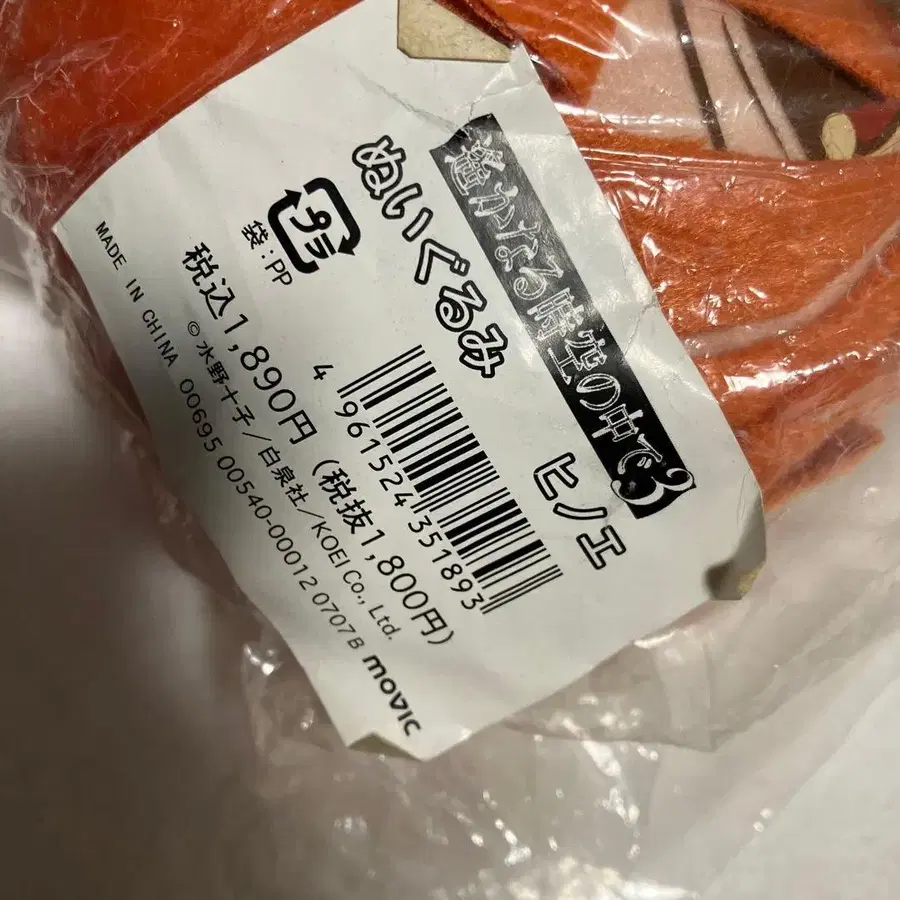 遙かなる時空の中で3
ぬいぐるみ
ヒノエ
プラ
袋:PP
4 961524 351893
税込1,890円 (税抜1,800円)
©水野十子/白泉社/KOEI Co., Ltd.
MADE IN CHINA 00695 00540-00012 0707B
movic